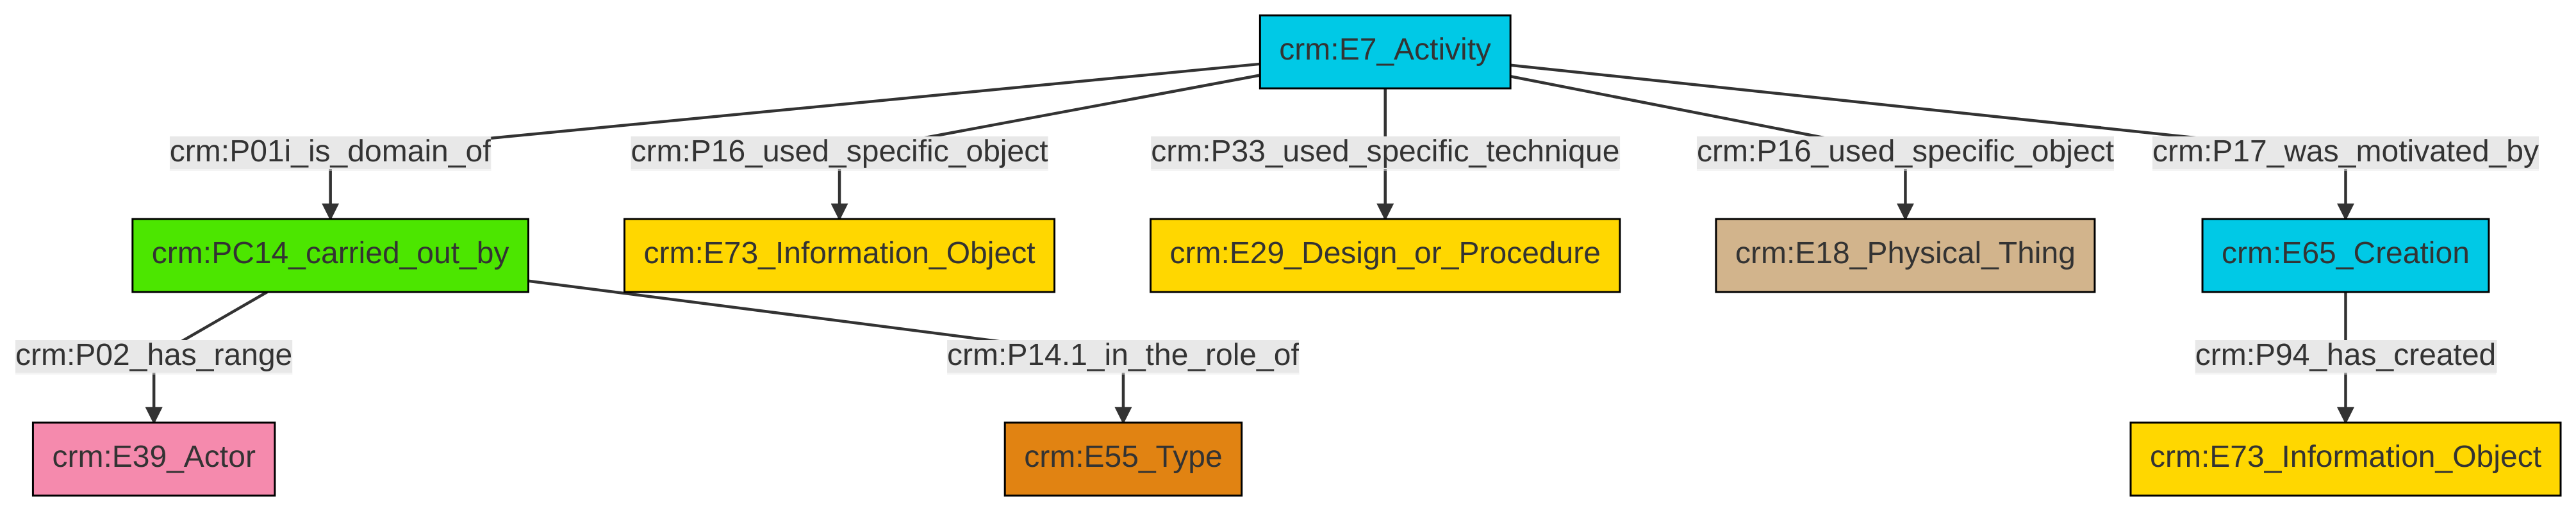 crm:E7_Activity
crm:P01i_is_domain_of
crm:P16_used_specific_object
crm:P33_used_specific_technique
crm:P16_used_specific_object
crm:P17_was_motivated_by
crm:PC14_carried_out_by
crm:E73_Information_Object
crm:E29_Design_or_Procedure
crm:E18_Physical_Thing
crm:E65_Creation
crm:P02_has_range
crm:P14.1_in_the_role_of
crm:P94_has_created
crm:E39_Actor
crm:E55_Type
crm:E73_Information_Object